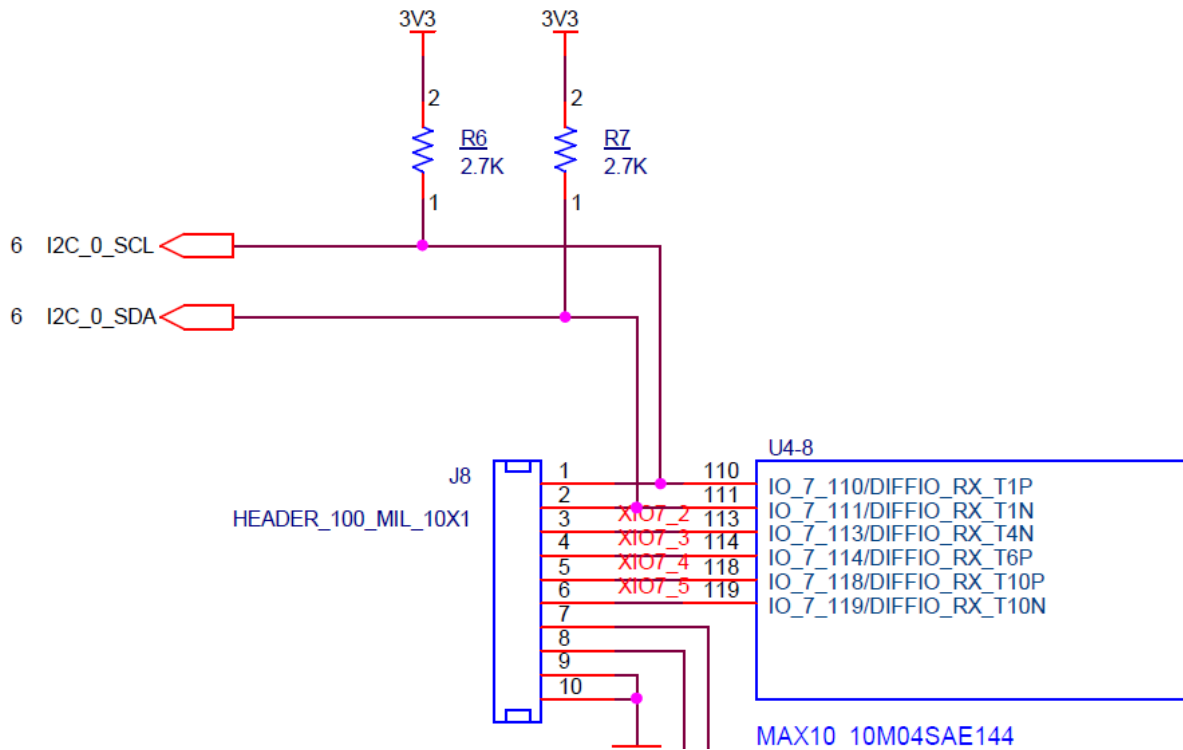 3V3 3V3
2 2
R6 R7
2.7K 2.7K
1 1
6 I2C_0_SCL
6 I2C_0_SDA
U4-8
J8
HEADER_100_MIL_10X1
1 110 IO_7_110/DIFFIO_RX_T1P
2 111 IO_7_111/DIFFIO_RX_T1N
3 XIO7_2 113 IO_7_113/DIFFIO_RX_T4N
4 XIO7_3 114 IO_7_114/DIFFIO_RX_T6P
5 XIO7_4 118 IO_7_118/DIFFIO_RX_T10P
6 XIO7_5 119 IO_7_119/DIFFIO_RX_T10N
7
8
9
10
MAX10 10M04SAE144